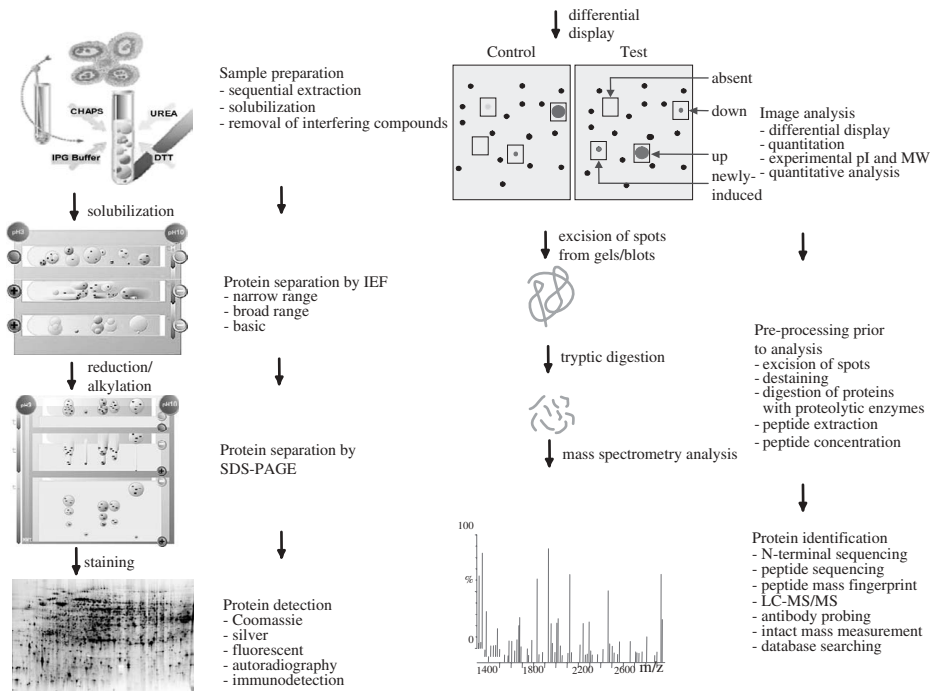 CHAPS
UREA
IPG Buffer
DTT
solubilization
pH3
pH10
reduction/
alkylation
pH3
pH10
staining
Sample preparation
- sequential extraction
- solubilization
- removal of interfering compounds
Protein separation by IEF
- narrow range
- broad range
- basic
Protein separation by
SDS-PAGE
Protein detection
- Coomassie
- silver
- fluorescent
- autoradiography
- immunodetection
differential
display
Control
Test
absent
down
up
newly-
induced
excision of spots
from gels/blots
tryptic digestion
mass spectrometry analysis
100
%
0
1400
1800
2200
2600
m/z
Image analysis
- differential display
- quantitation
- experimental pI and MW
- quantitative analysis
Pre-processing prior
to analysis
- excision of spots
- destaining
- digestion of proteins
with proteolytic enzymes
- peptide extraction
- peptide concentration
Protein identification
- N-terminal sequencing
- peptide sequencing
- peptide mass fingerprint
- LC-MS/MS
- antibody probing
- intact mass measurement
- database searching